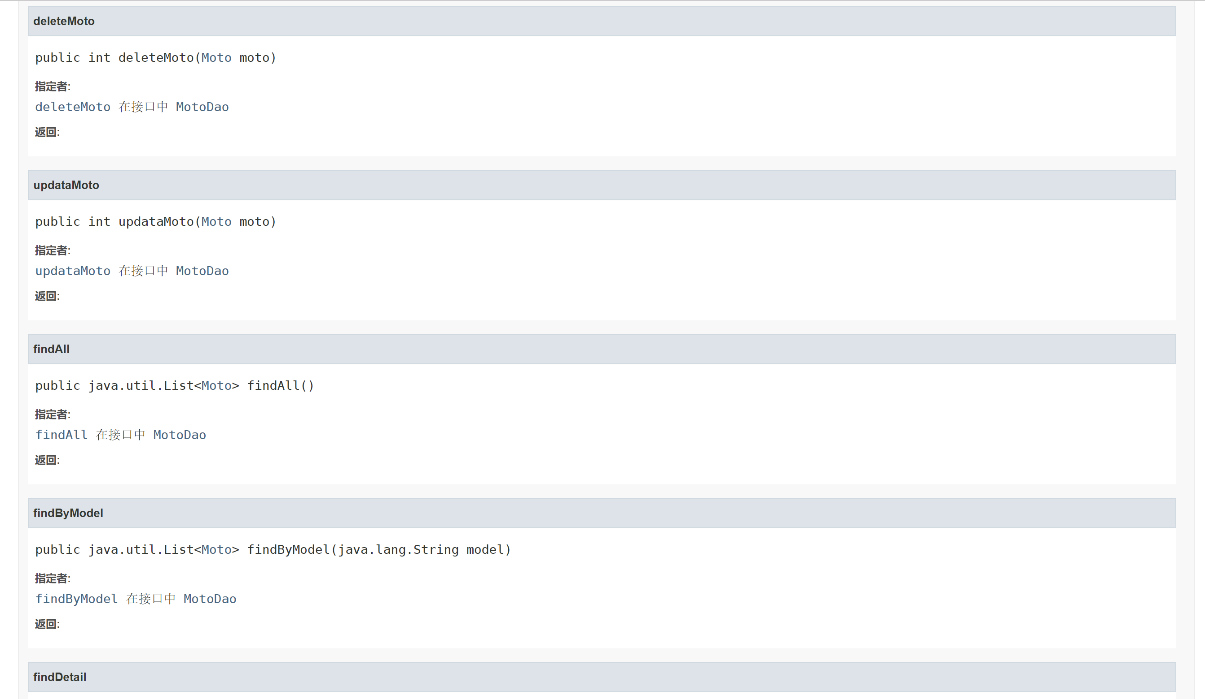 deleteMoto
public int deleteMoto(Moto moto)
指定者:
deleteMoto 在接口中 MotoDao
返回:
updataMoto
public int updataMoto(Moto moto)
指定者:
updataMoto 在接口中 MotoDao
返回:
findAll
public java.util.List<Moto> findAll()
指定者:
findAll 在接口中 MotoDao
返回:
findByModel
public java.util.List<Moto> findByModel(java.lang.String model)
指定者:
findByModel 在接口中 MotoDao
返回:
findDetail